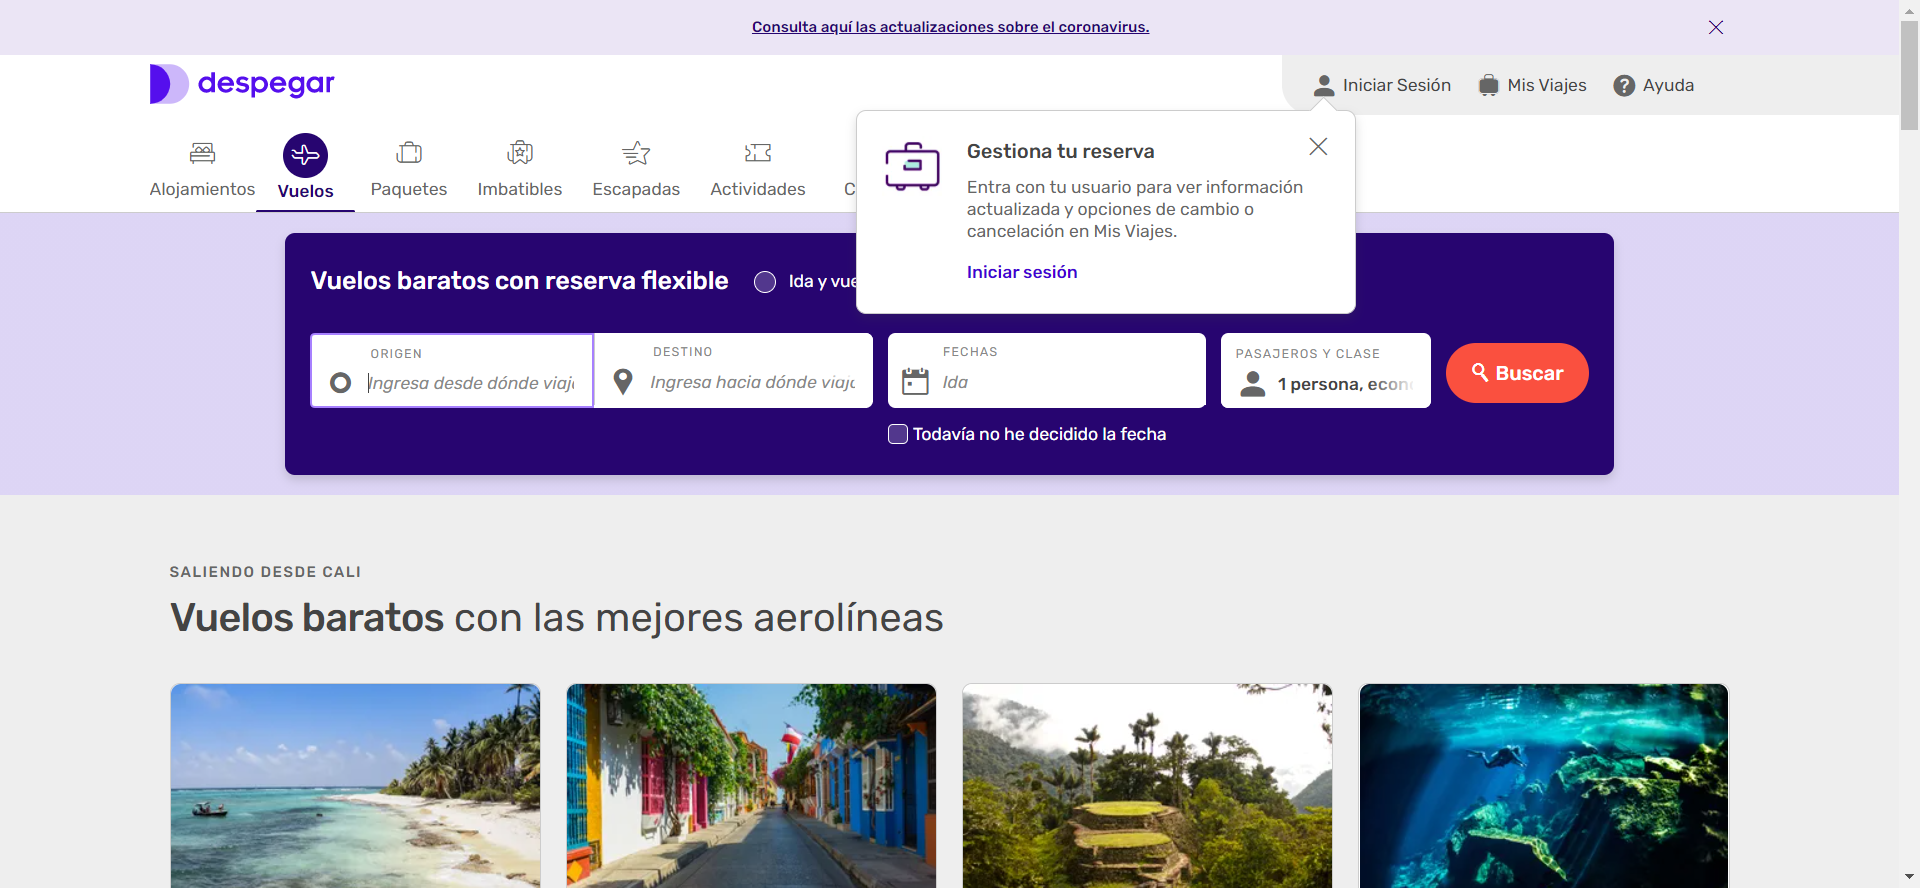 Consulta aquí las actualizaciones sobre el coronavirus.
despegar
Iniciar Sesión
Mis Viajes
Ayuda
Alojamientos
Vuelos
Paquetes
Imbatibles
Escapadas
Actividades
C
Gestiona tu reserva
Entra con tu usuario para ver información
actualizada y opciones de cambio o
cancelación en Mis Viajes.
Iniciar sesión
Vuelos baratos con reserva flexible
Ida y vue
ORIGEN
Ingresa desde dónde viaj
DESTINO
Ingresa hacia dónde viaj
FECHAS
Ida
PASAJEROS Y CLASE
1 persona, econ
Buscar
Todavía no he decidido la fecha
SALIENDO DESDE CALI
Vuelos baratos con las mejores aerolíneas